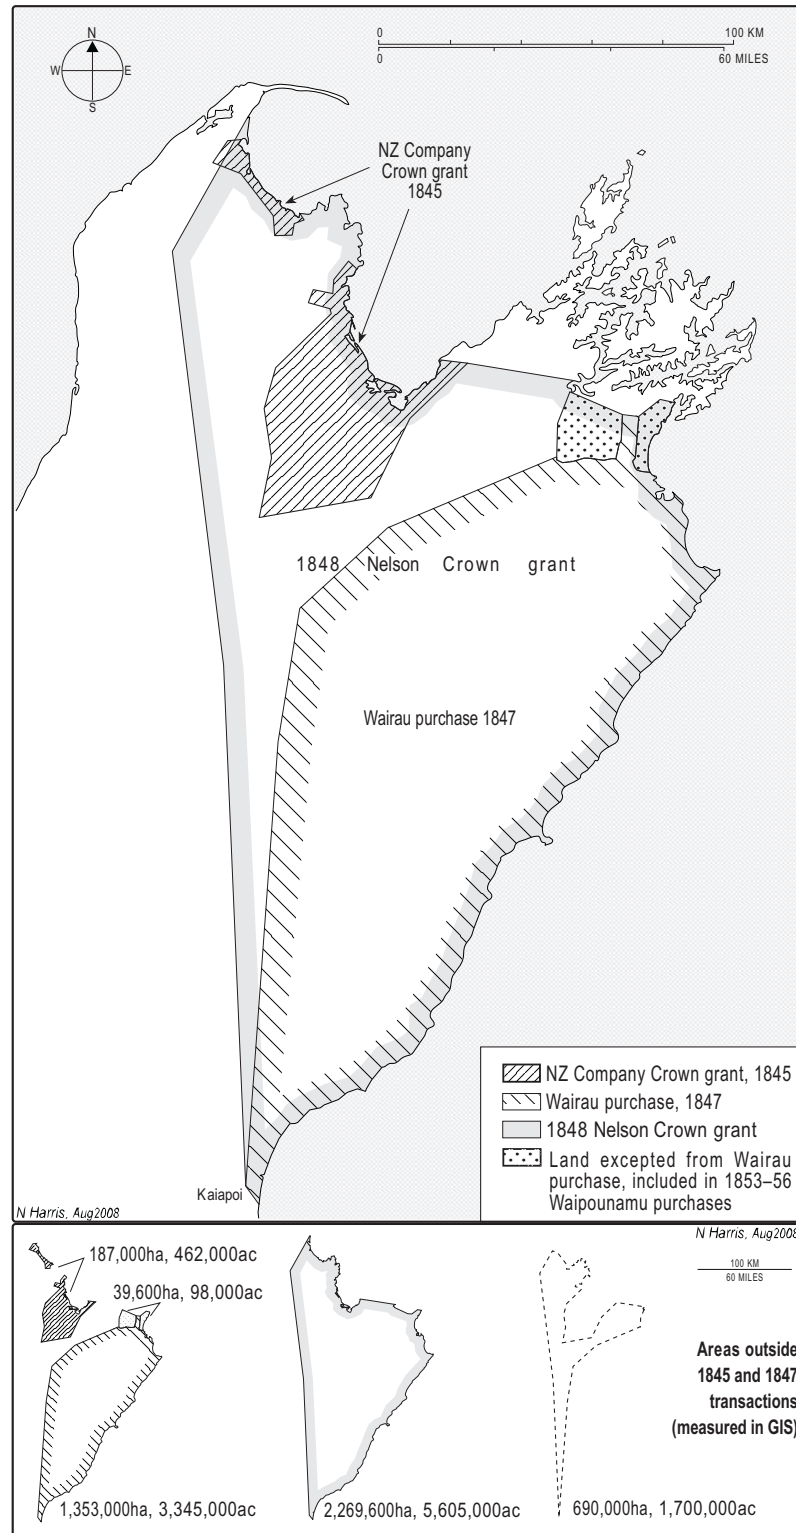 N
W E
S
0 100 KM
0 60 MILES
NZ Company
Crown grant
1845
1848 Nelson Crown grant
Wairau purchase 1847
Kaiapoi
NZ Company Crown grant, 1845
Wairau purchase, 1847
1848 Nelson Crown grant
Land excepted from Wairau
purchase, included in 1853–56
Waipounamu purchases
N Harris, Aug2008
N Harris, Aug2008
187,000ha, 462,000ac
39,600ha, 98,000ac
100 KM
60 MILES
Areas outside
1845 and 1847
transactions
(measured in GIS)
1,353,000ha, 3,345,000ac
2,269,600ha, 5,605,000ac
690,000ha, 1,700,000ac